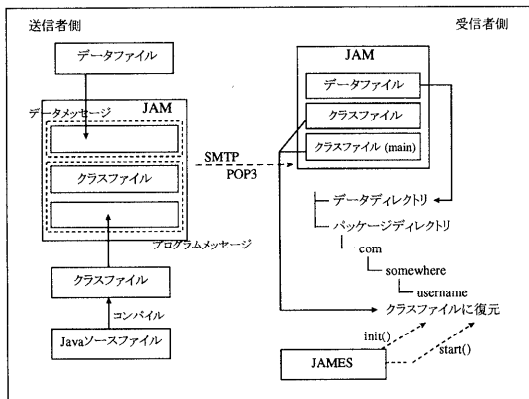 送信者側
データファイル
データメッセージ
JAM
クラスファイル
プログラムメッセージ
クラスファイル
コンパイル
Javaソースファイル
SMTP
POP3
受信者側
JAM
データファイル
クラスファイル
クラスファイル (main)
データディレクトリ
パッケージディレクトリ
com
somewhere
username
クラスファイルに復元
init()
start()
JAMES